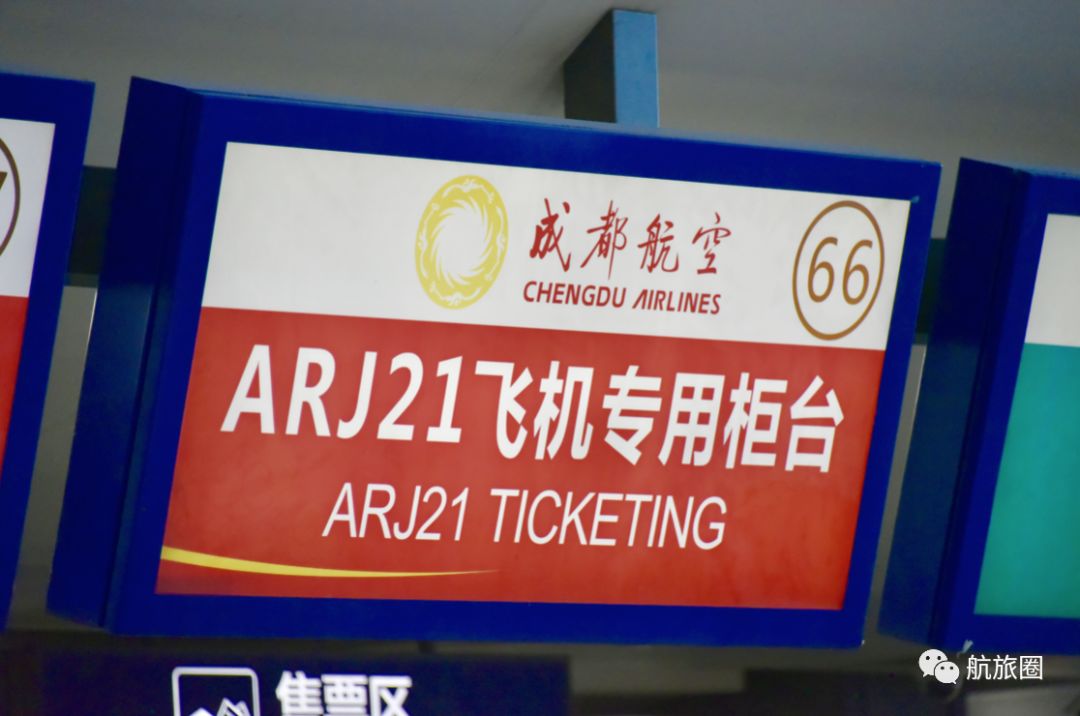 成都航空
CHENGDU AIRLINES
66
ARJ21飞机专用柜台
ARJ21 TICKETING
售票区
航旅圈